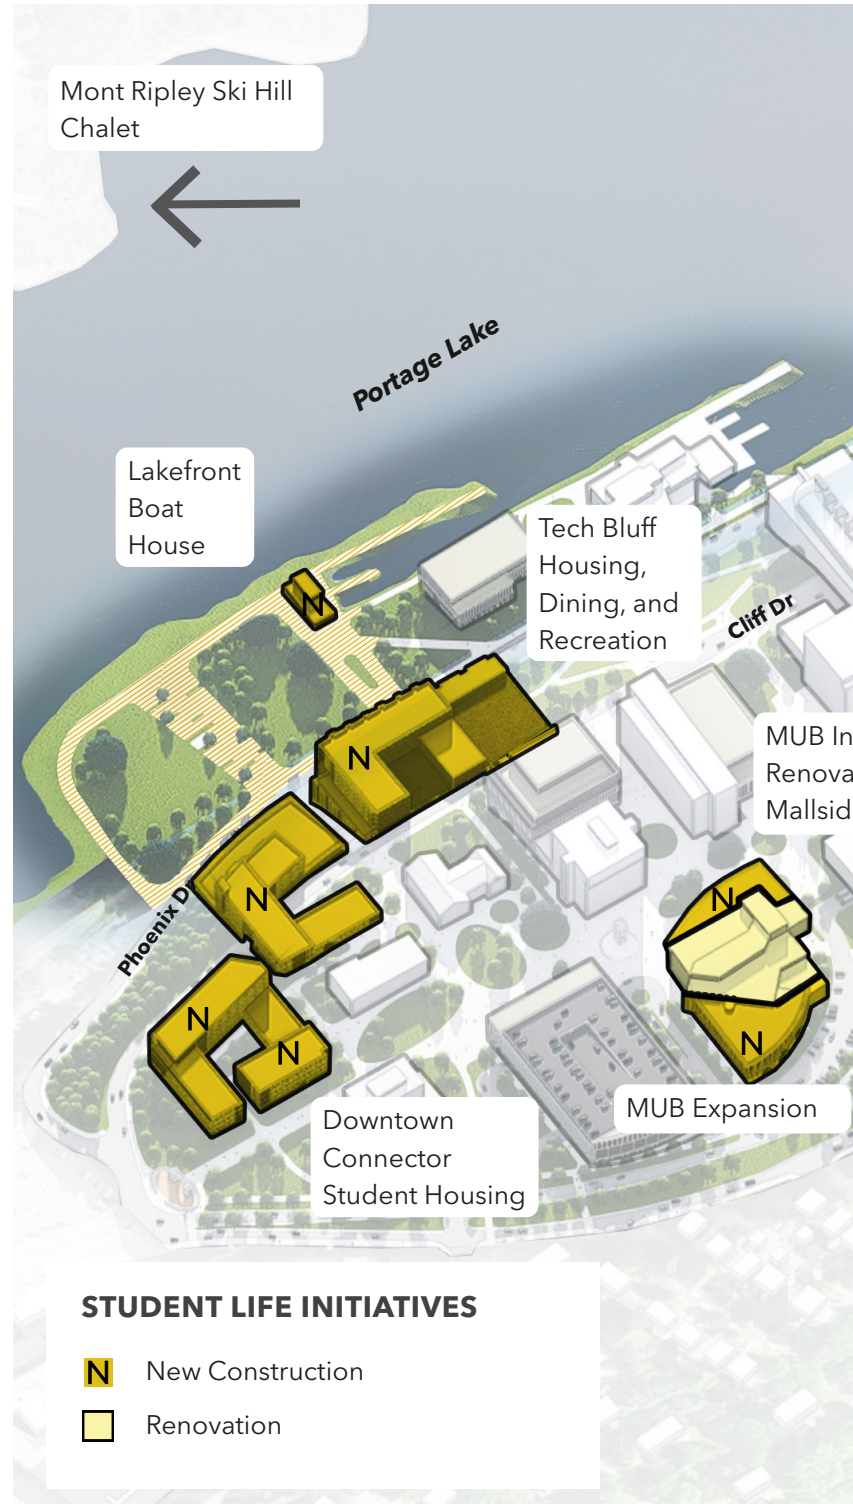 Mont Ripley Ski Hill
Chalet
Portage Lake
Lakefront
Boat
House
N
Tech Bluff
Housing,
Dining, and
Recreation
Cliff Dr
N
MUB In
Renova
Mallsid
N
N
Phoenix D
N
N
N
Downtown
Connector
Student Housing
MUB Expansion
STUDENT LIFE INITIATIVES
N New Construction
Renovation